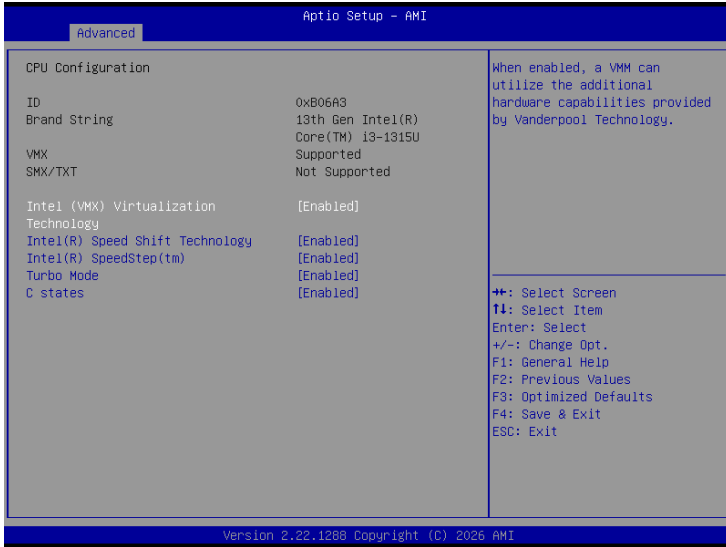 Aptio Setup – AMI
Advanced
CPU Configuration
ID 0xB06A3
Brand String 13th Gen Intel(R)
Core(TM) i3-1315U
VMX Supported
SMX/TXT Not Supported
Intel (VMX) Virtualization [Enabled]
Technology
Intel(R) Speed Shift Technology [Enabled]
Intel(R) SpeedStep(tm) [Enabled]
Turbo Mode [Enabled]
C states [Enabled]
When enabled, a VMM can
utilize the additional
hardware capabilities provided
by Vanderpool Technology.
→←: Select Screen
↑↓: Select Item
Enter: Select
+/-: Change Opt.
F1: General Help
F2: Previous Values
F3: Optimized Defaults
F4: Save & Exit
ESC: Exit
Version 2.22.1288 Copyright (C) 2026 AMI